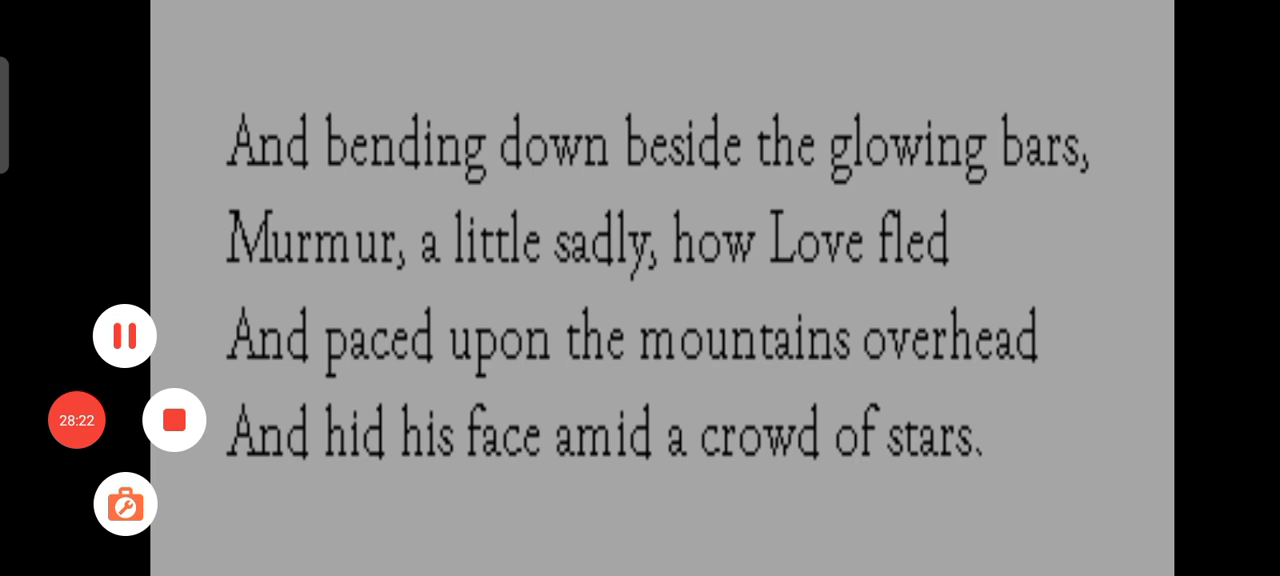 And bending down beside the glowing bars,
Murmur, a little sadly, how Love fled
And paced upon the mountains overhead
And hid his face amid a crowd of stars.
28:22